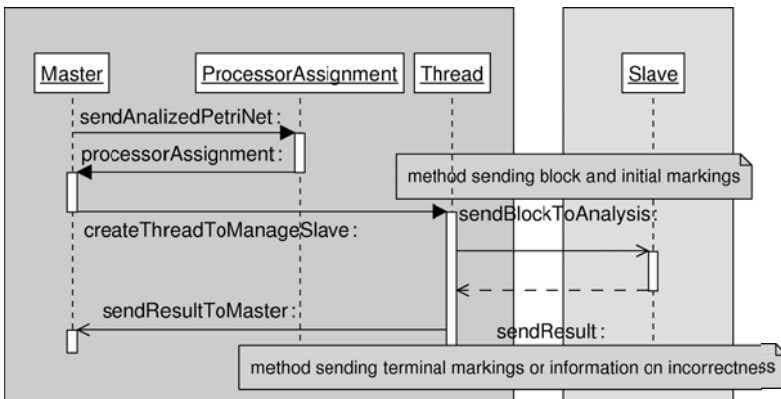 Master
ProcessorAssignment
Thread
Slave
sendAnalizedPetriNet:
processorAssignment:
method sending block and initial markings
sendBlockToAnalysis:
createThreadToManageSlave:
sendResultToMaster:
sendResult:
method sending terminal markings or information on incorrectness